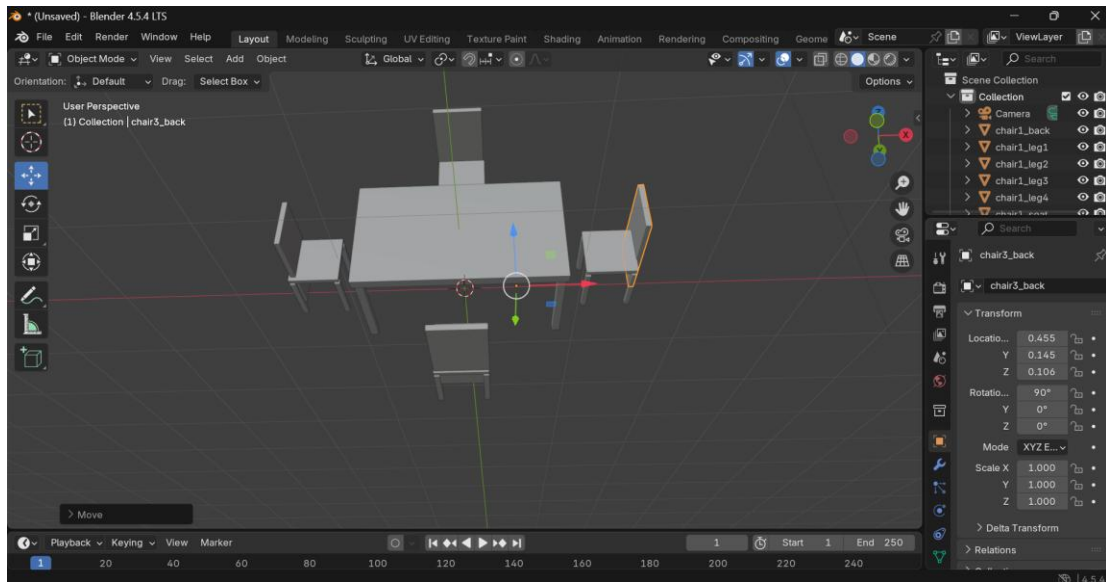 * (Unsaved) - Blender 4.5.4 LTS
File Edit Render Window Help Layout Modeling Sculpting UV Editing Texture Paint Shading Animation Rendering Compositing Geome Scene ViewLayer
Object Mode View Select Add Object Global Search
Orientation: Default Drag: Select Box Options
Scene Collection
User Perspective
(1) Collection | chair3_back
Collection
Camera
chair1_back
chair1_leg1
chair1_leg2
chair1_leg3
chair1_leg4
chair1_seat
Search
chair3_back
chair3_back
Transform
Locatio... 0.455
Y 0.145
Z 0.106
Rotatio... 90°
Y 0°
Z 0°
Mode XYZ E...
Scale X 1.000
Y 1.000
Z 1.000
Delta Transform
Relations
X
Move
Playback Keying View Marker 1 Start 1 End 250
1 20 40 60 80 100 120 140 160 180 200 220 240